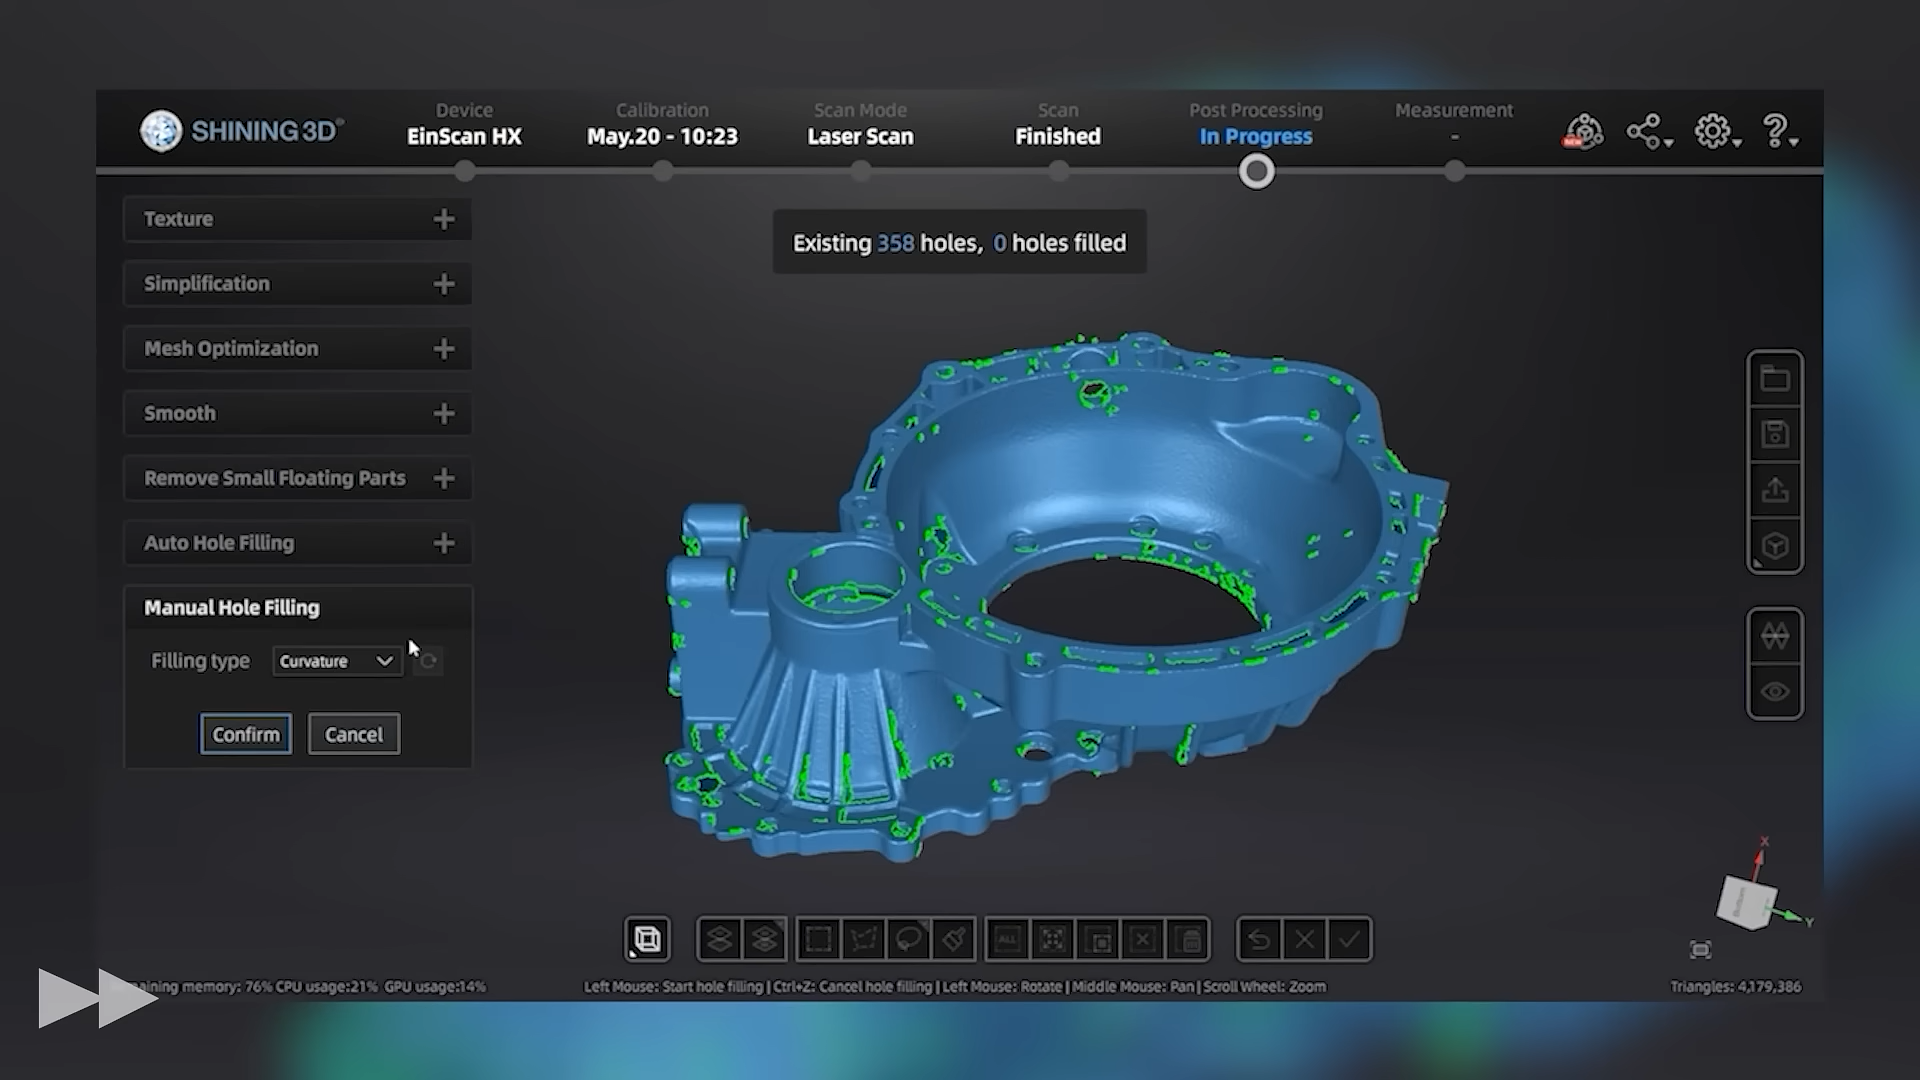 SHINING 3D®
Device
EinScan HX
Calibration
May.20 - 10:23
Scan Mode
Laser Scan
Scan
Finished
Post Processing
In Progress
Measurement
-
NEW
?
Texture
Simplification
Mesh Optimization
Smooth
Remove Small Floating Parts
Auto Hole Filling
Manual Hole Filling
Filling type
Curvature
Confirm
Cancel
Existing 358 holes, 0 holes filled
X
Y
Bottom
ALL
aining memory: 76% CPU usage:21% GPU usage:14%
Left Mouse: Start hole filling | Ctrl+Z: Cancel hole filling | Left Mouse: Rotate | Middle Mouse: Pan | Scroll Wheel: Zoom
Triangles: 4,179,386